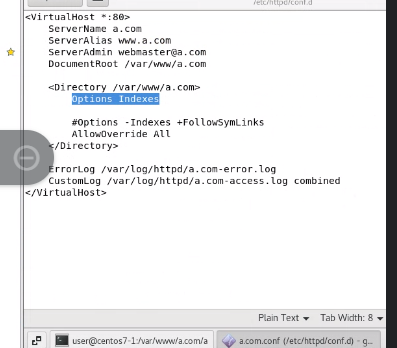 /etc/httpd/conf.d
<VirtualHost *:80>
    ServerName a.com
    ServerAlias www.a.com
    ServerAdmin webmaster@a.com
    DocumentRoot /var/www/a.com

    <Directory /var/www/a.com>
        Options Indexes

        #Options -Indexes +FollowSymLinks
        AllowOverride All
    </Directory>

    ErrorLog /var/log/httpd/a.com-error.log
    CustomLog /var/log/httpd/a.com-access.log combined
</VirtualHost>
Plain Text Tab Width: 8
user@centos7-1:/var/www/a.com/a a.com.conf (/etc/httpd/conf.d) - g...